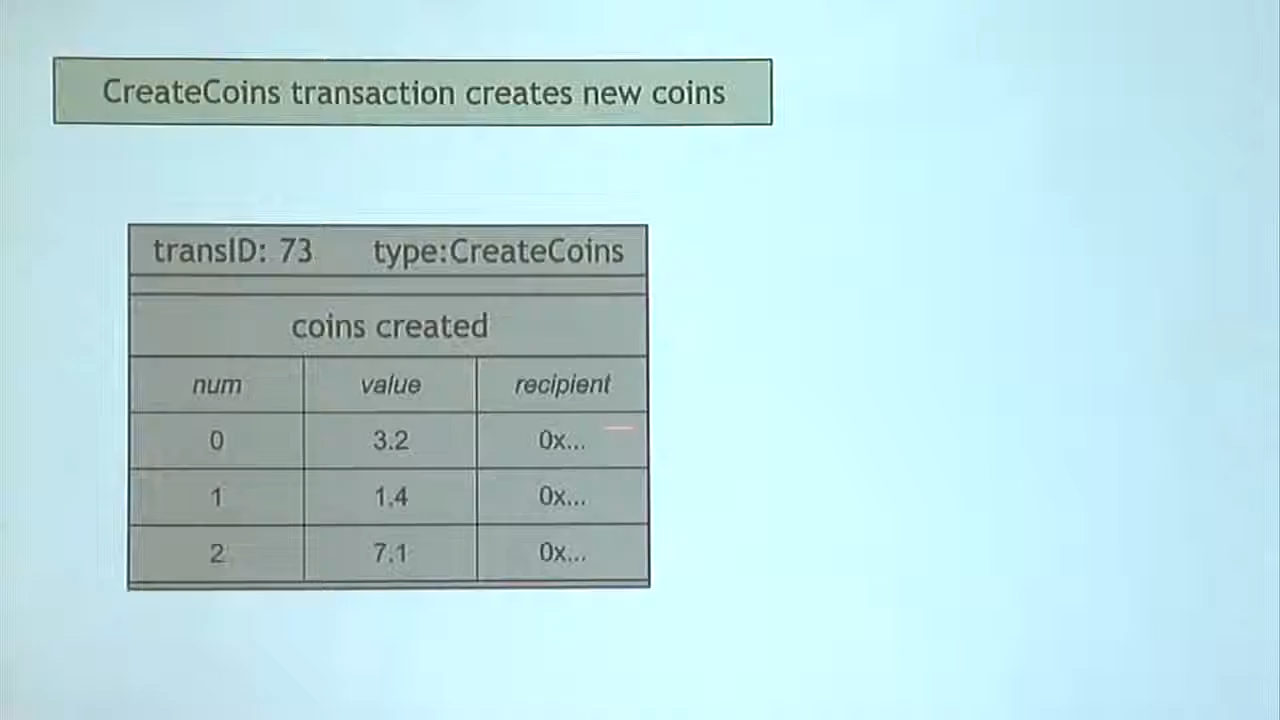 CreateCoins transaction creates new coins
transID: 73 type:CreateCoins
coins created
num value recipient
0 3.2 0x...
1 1.4 0x...
2 7.1 0x...